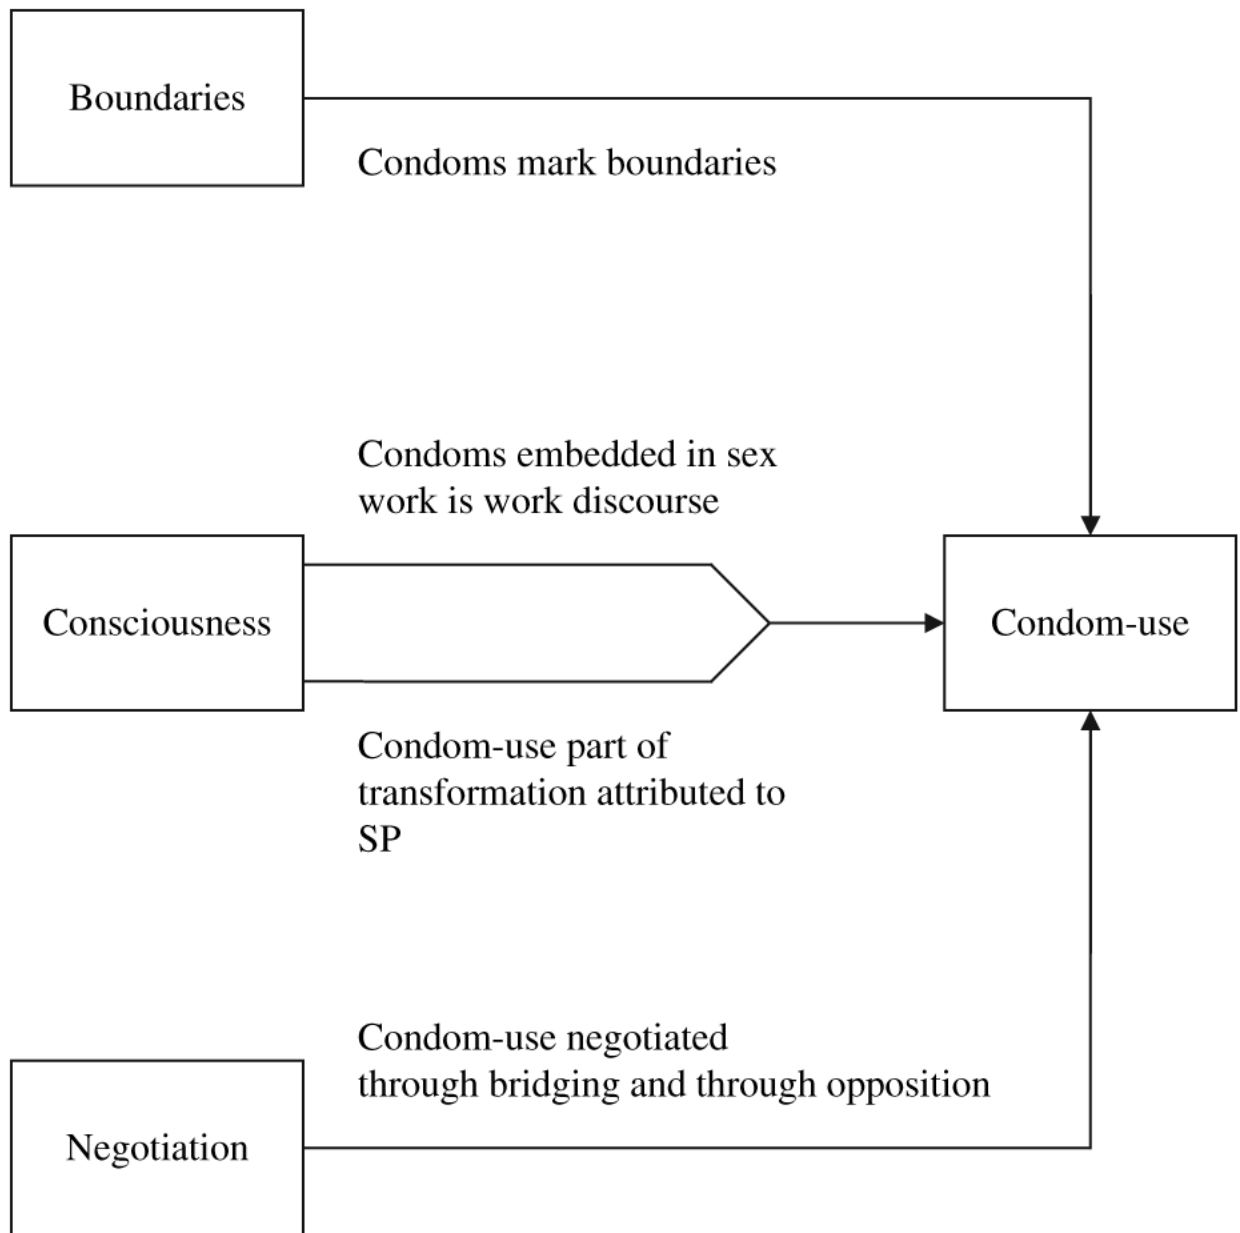 Boundaries
Condoms mark boundaries
Condoms embedded in sex
work is work discourse
Consciousness
Condom-use
Condom-use part of
transformation attributed to
SP
Condom-use negotiated
through bridging and through opposition
Negotiation